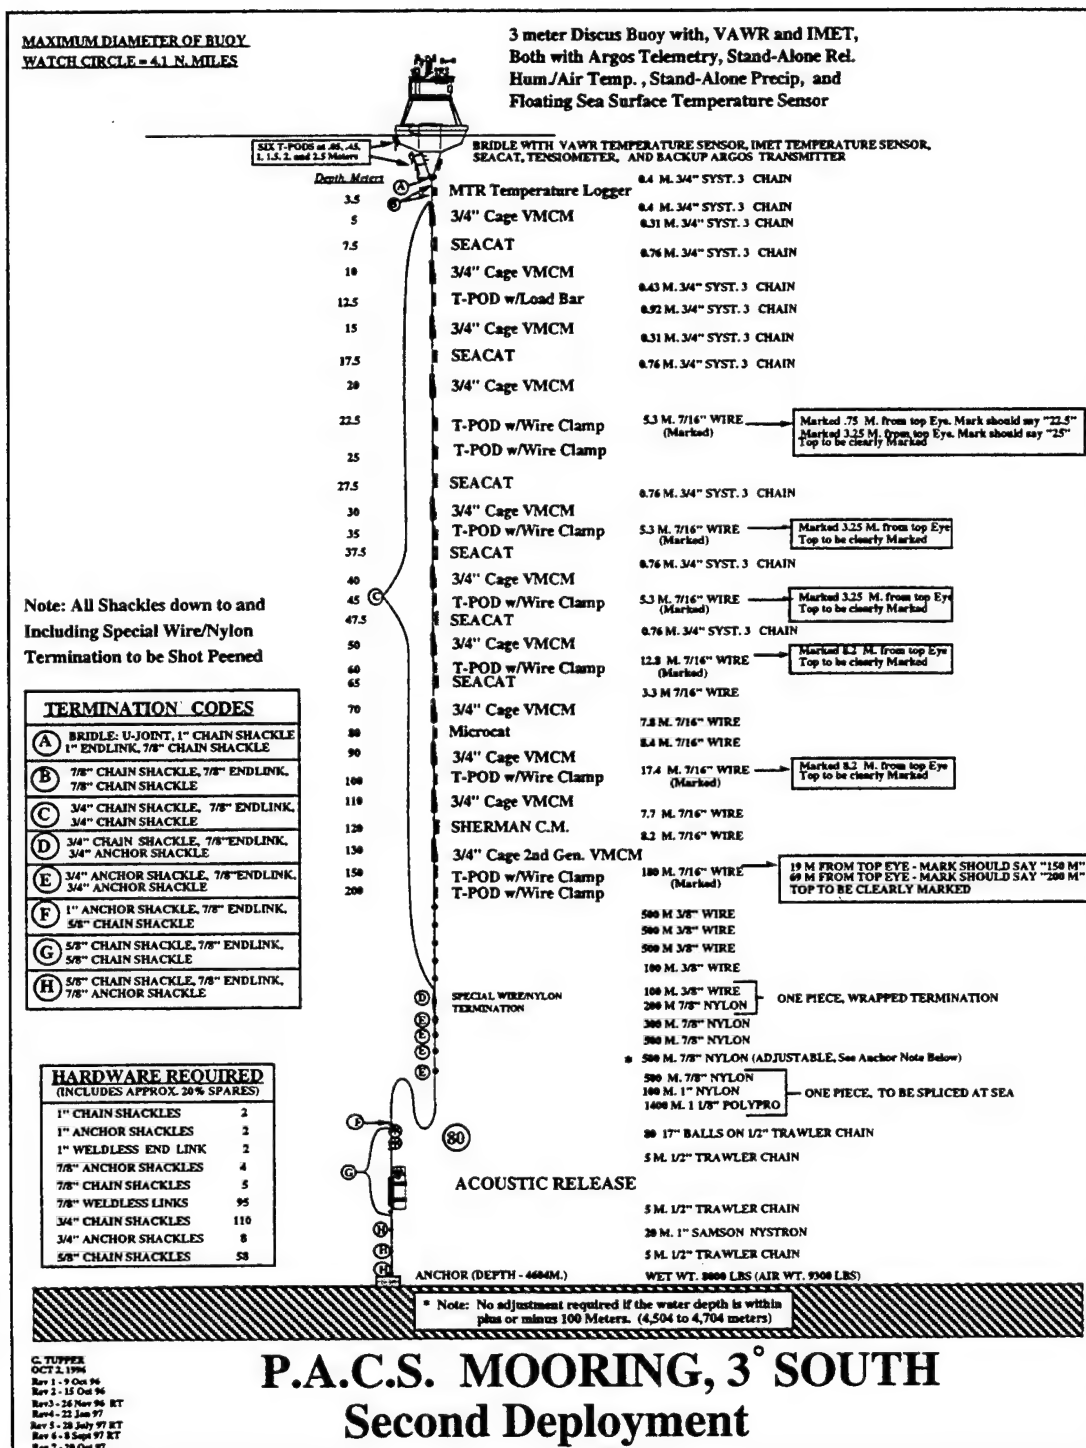 MAXIMUM DIAMETER OF BUOY
WATCH CIRCLE = 4.1 N. MILES
3 meter Discus Buoy with, VAWR and IMET,
Both with Argos Telemetry, Stand-Alone Rel.
Hum./Air Temp. , Stand-Alone Precip, and
Floating Sea Surface Temperature Sensor
SIX T-PODS at .05, .45,
1, 1.5, 2, and 2.5 Meters
BRIDLE WITH VAWR TEMPERATURE SENSOR, IMET TEMPERATURE SENSOR,
SEACAT, TENSIOMETER, AND BACKUP ARGOS TRANSMITTER
Depth, Meters
A
0.4 M. 3/4" SYST. 3 CHAIN
3.5 B MTR Temperature Logger
0.4 M. 3/4" SYST. 3 CHAIN
5 3/4" Cage VMCM
0.31 M. 3/4" SYST. 3 CHAIN
7.5 SEACAT
0.76 M. 3/4" SYST. 3 CHAIN
10 3/4" Cage VMCM
0.43 M. 3/4" SYST. 3 CHAIN
12.5 T-POD w/Load Bar
0.92 M. 3/4" SYST. 3 CHAIN
15 3/4" Cage VMCM
0.31 M. 3/4" SYST. 3 CHAIN
17.5 SEACAT
0.76 M. 3/4" SYST. 3 CHAIN
20 3/4" Cage VMCM
22.5 T-POD w/Wire Clamp 5.3 M. 7/16" WIRE
(Marked)
Marked .75 M. from top Eye. Mark should say "22.5"
Marked 3.25 M. from top Eye. Mark should say "25"
Top to be clearly Marked
25 T-POD w/Wire Clamp
27.5 SEACAT
0.76 M. 3/4" SYST. 3 CHAIN
30 3/4" Cage VMCM
35 T-POD w/Wire Clamp 5.3 M. 7/16" WIRE
(Marked)
Marked 3.25 M. from top Eye
Top to be clearly Marked
37.5 SEACAT
0.76 M. 3/4" SYST. 3 CHAIN
40 3/4" Cage VMCM
45 C T-POD w/Wire Clamp 5.3 M. 7/16" WIRE
(Marked)
Marked 3.25 M. from top Eye
Top to be clearly Marked
47.5 SEACAT
0.76 M. 3/4" SYST. 3 CHAIN
50 3/4" Cage VMCM
60 T-POD w/Wire Clamp 12.8 M. 7/16" WIRE
(Marked)
Marked 8.2 M. from top Eye
Top to be clearly Marked
65 SEACAT
3.3 M 7/16" WIRE
70 3/4" Cage VMCM
7.8 M. 7/16" WIRE
80 Microcat
8.4 M. 7/16" WIRE
90 3/4" Cage VMCM
100 T-POD w/Wire Clamp 17.4 M. 7/16" WIRE
(Marked)
Marked 8.2 M. from top Eye
Top to be clearly Marked
110 3/4" Cage VMCM
7.7 M. 7/16" WIRE
120 SHERMAN C.M.
8.2 M. 7/16" WIRE
130 3/4" Cage 2nd Gen. VMCM
150 T-POD w/Wire Clamp 180 M. 7/16" WIRE
(Marked)
19 M FROM TOP EYE - MARK SHOULD SAY "150 M"
69 M FROM TOP EYE - MARK SHOULD SAY "200 M"
TOP TO BE CLEARLY MARKED
200 T-POD w/Wire Clamp
500 M 3/8" WIRE
500 M 3/8" WIRE
500 M 3/8" WIRE
100 M. 3/8" WIRE
D SPECIAL WIRE/NYLON
TERMINATION
100 M. 3/8" WIRE
200 M 7/8" NYLON
ONE PIECE, WRAPPED TERMINATION
E
300 M. 7/8" NYLON
E
500 M. 7/8" NYLON
E
* 500 M. 7/8" NYLON (ADJUSTABLE, See Anchor Note Below)
E
500 M. 7/8" NYLON
100 M. 1" NYLON
1400 M. 1 1/8" POLYPRO
ONE PIECE, TO BE SPLICED AT SEA
F
80
80 17" BALLS ON 1/2" TRAWLER CHAIN
5 M. 1/2" TRAWLER CHAIN
G
ACOUSTIC RELEASE
5 M. 1/2" TRAWLER CHAIN
H
20 M. 1" SAMSON NYSTRON
H
5 M. 1/2" TRAWLER CHAIN
H
ANCHOR (DEPTH - 4604M.) WET WT. 8000 LBS (AIR WT. 9300 LBS)
Note: All Shackles down to and
Including Special Wire/Nylon
Termination to be Shot Peened
TERMINATION CODES
A BRIDLE: U-JOINT, 1" CHAIN SHACKLE
1" ENDLINK, 7/8" CHAIN SHACKLE
B 7/8" CHAIN SHACKLE, 7/8" ENDLINK,
7/8" CHAIN SHACKLE
C 3/4" CHAIN SHACKLE, 7/8" ENDLINK,
3/4" CHAIN SHACKLE
D 3/4" CHAIN SHACKLE, 7/8" ENDLINK,
3/4" ANCHOR SHACKLE
E 3/4" ANCHOR SHACKLE, 7/8" ENDLINK,
3/4" ANCHOR SHACKLE
F 1" ANCHOR SHACKLE, 7/8" ENDLINK,
5/8" CHAIN SHACKLE
G 5/8" CHAIN SHACKLE, 7/8" ENDLINK,
5/8" CHAIN SHACKLE
H 5/8" CHAIN SHACKLE, 7/8" ENDLINK,
7/8" ANCHOR SHACKLE
HARDWARE REQUIRED
(INCLUDES APPROX. 20% SPARES)
1" CHAIN SHACKLES 2
1" ANCHOR SHACKLES 2
1" WELDLESS END LINK 2
7/8" ANCHOR SHACKLES 4
7/8" CHAIN SHACKLES 5
7/8" WELDLESS LINKS 95
3/4" CHAIN SHACKLES 110
3/4" ANCHOR SHACKLES 8
5/8" CHAIN SHACKLES 58
* Note: No adjustment required if the water depth is within
plus or minus 100 Meters. (4,504 to 4,704 meters)
G. TUPPER
OCT 2, 1996
Rev 1 - 9 Oct 96
Rev 2 - 15 Oct 96
Rev3 - 26 Nov 96 RT
Rev4 - 22 Jan 97
Rev 5 - 28 July 97 RT
Rev 6 - 8 Sept 97 RT
Rev 7 - 20 Oct 97
P.A.C.S. MOORING, 3° SOUTH
Second Deployment